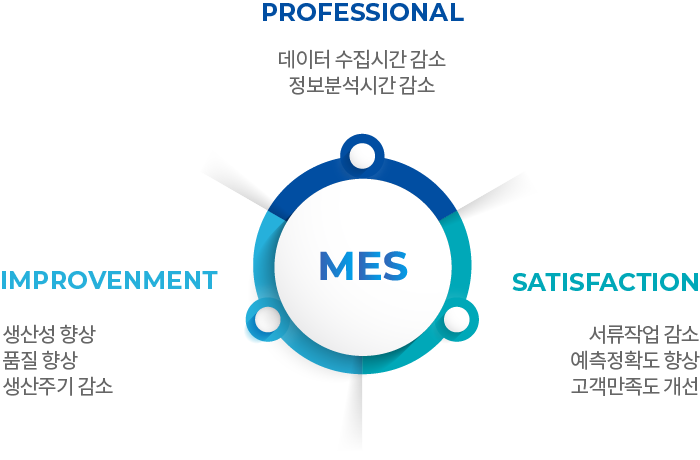 PROFESSIONAL
데이터 수집시간 감소
정보분석시간 감소
MES
IMPROVENMENT
생산성 향상
품질 향상
생산주기 감소
SATISFACTION
서류작업 감소
예측정확도 향상
고객만족도 개선